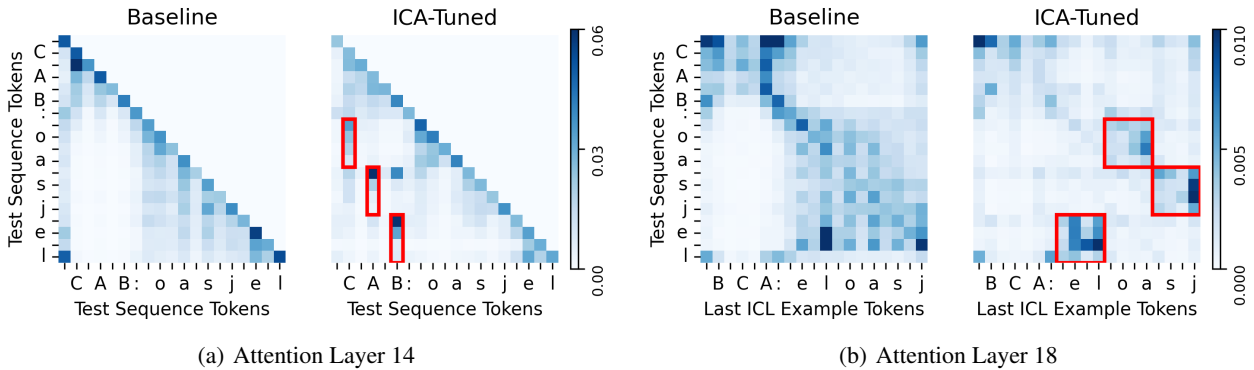 Baseline
ICA-Tuned
Test Sequence Tokens
C
A
B
:
o
a
s
j
e
l
C A B : o a s j e l
Test Sequence Tokens
C A B : o a s j e l
Test Sequence Tokens
0.06
0.03
0.00
(a) Attention Layer 14
Baseline
ICA-Tuned
Test Sequence Tokens
C
A
B
:
o
a
s
j
e
l
B C A : e l o a s j
Last ICL Example Tokens
B C A : e l o a s j
Last ICL Example Tokens
0.010
0.005
0.000
(b) Attention Layer 18